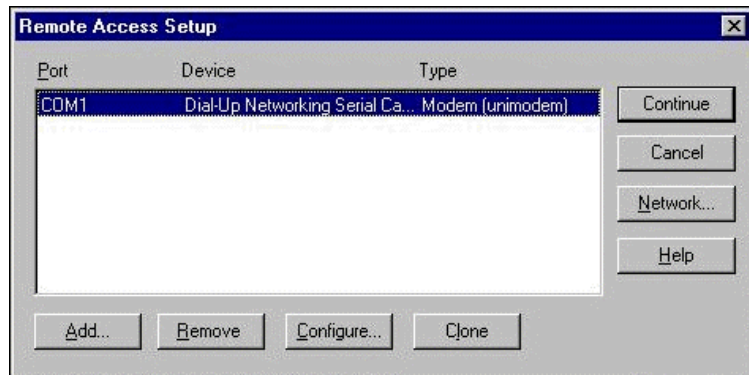 Remote Access Setup
Port Device Type
COM1 Dial-Up Networking Serial Ca... Modem (unimodem)
Continue
Cancel
Network...
Help
Add... Remove Configure... Clone